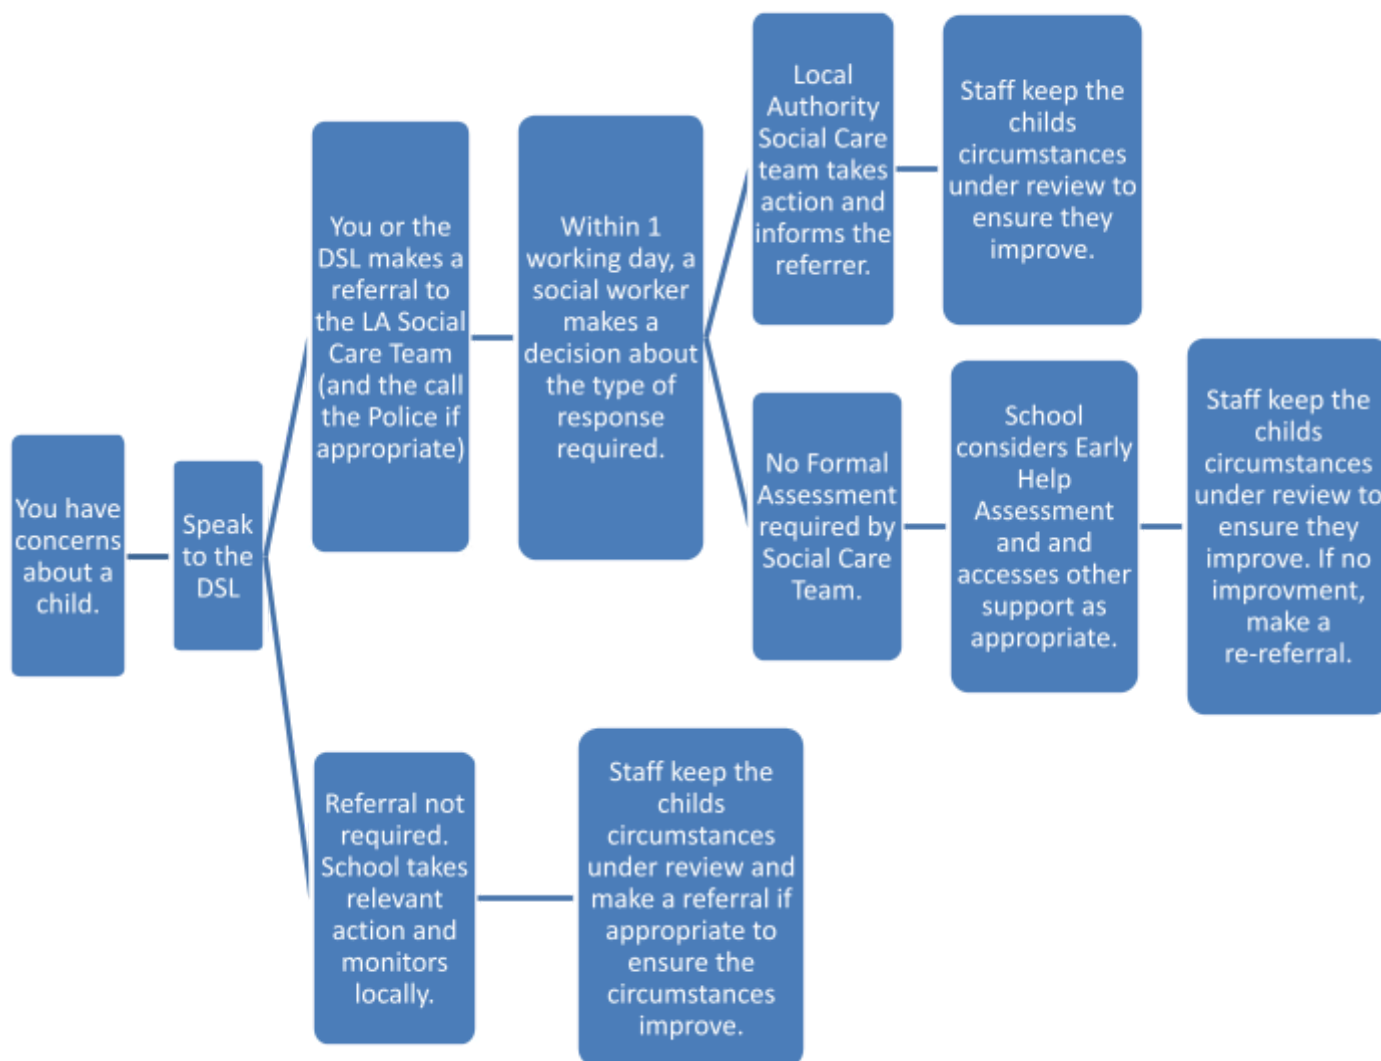 You have
concerns
about a
child.
Speak
to the
DSL
You or the
DSL makes a
referral to
the LA Social
Care Team
(and the call
the Police if
appropriate)
Within 1
working day, a
social worker
makes a
decision about
the type of
response
required.
Local
Authority
Social Care
team takes
action and
informs the
referrer.
Staff keep the
childs
circumstances
under review to
ensure they
improve.
No Formal
Assessment
required by
Social Care
Team.
School
considers Early
Help
Assessment
and and
accesses other
support as
appropriate.
Staff keep the
childs
circumstances
under review to
ensure they
improve. If no
improvment,
make a
re-referral.
Referral not
required.
School takes
relevant
action and
monitors
locally.
Staff keep the
childs
circumstances
under review and
make a referral if
appropriate to
ensure the
circumstances
improve.